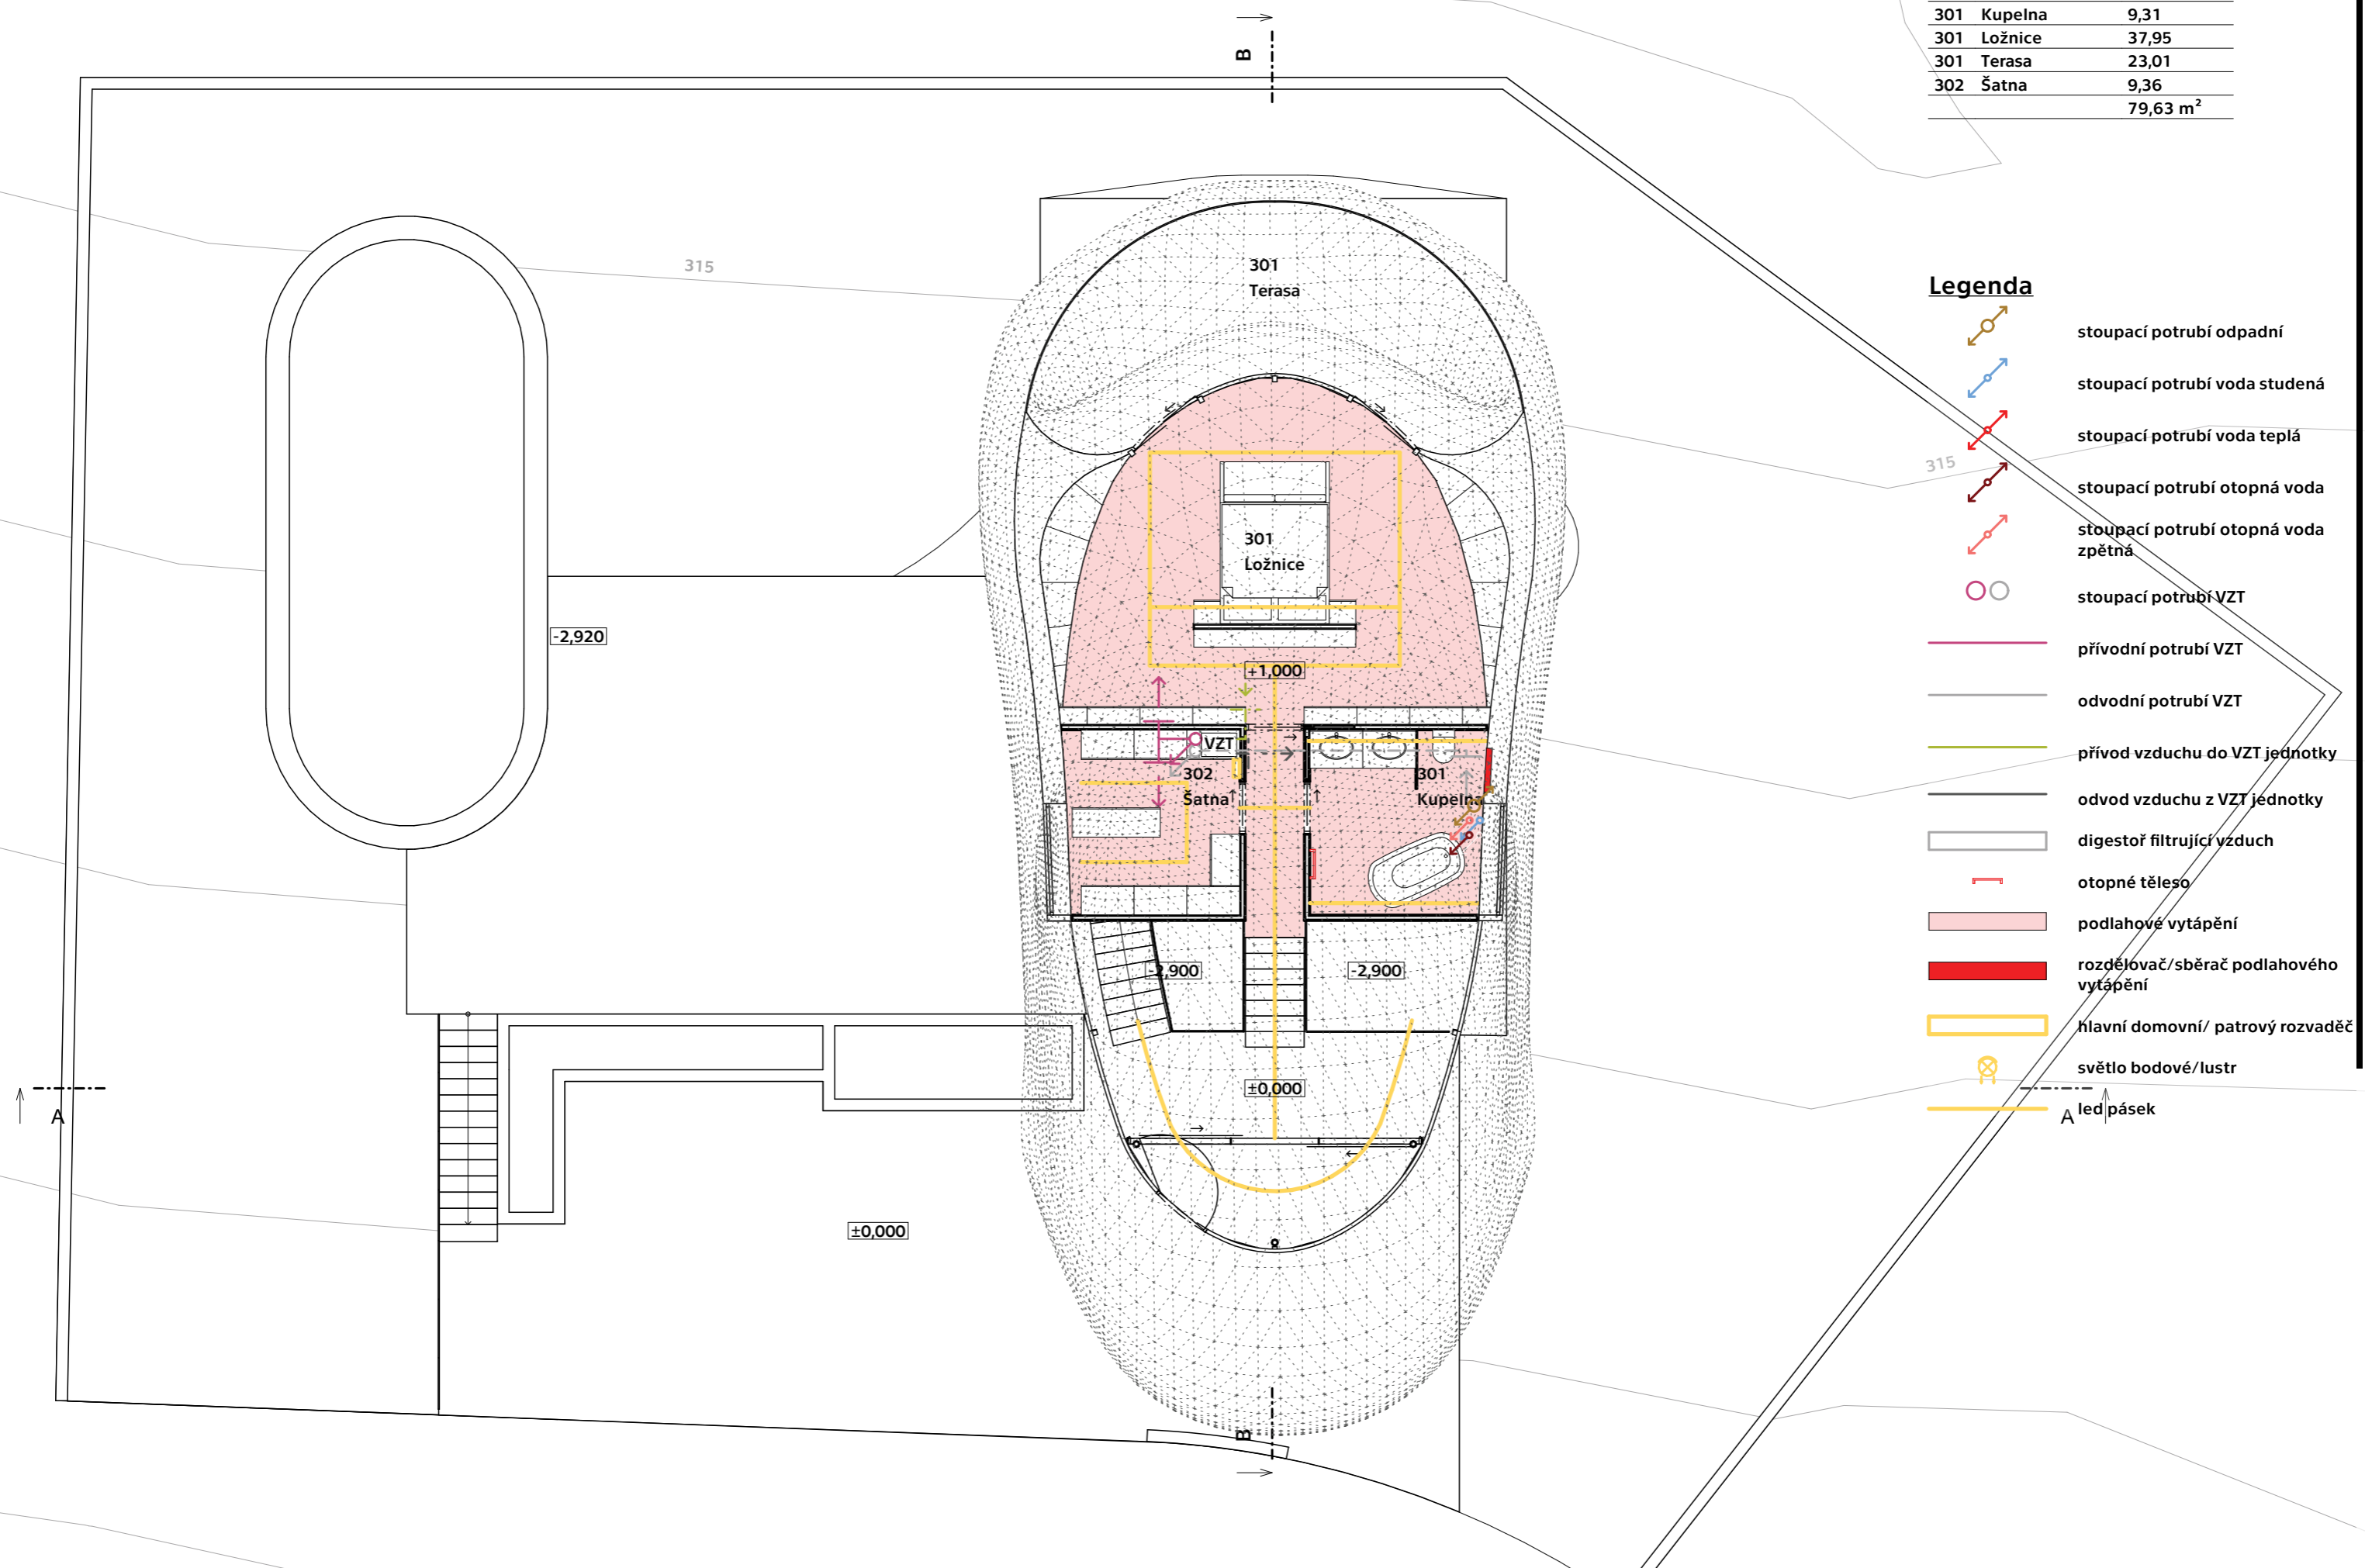 301 Kupelna 9,31
301 Ložnice 37,95
301 Terasa 23,01
302 Šatna 9,36
79,63 m²
B
315
301
Terasa
Legenda
stoupací potrubí odpadní
stoupací potrubí voda studená
stoupací potrubí voda teplá
315
stoupací potrubí otopná voda
stoupací potrubí otopná voda
zpětná
stoupací potrubí VZT
přívodní potrubí VZT
odvodní potrubí VZT
přívod vzduchu do VZT jednotky
odvod vzduchu z VZT jednotky
digestoř filtrující vzduch
otopné těleso
podlahové vytápění
rozdělovač/sběrač podlahového
vytápění
hlavní domovní/ patrový rozvaděč
světlo bodové/lustr
led pásek
301
Ložnice
-2,920
+1,000
VZT
302
Šatna
301
Kupelna
-2,900
-2,900
±0,000
A
A
±0,000
B